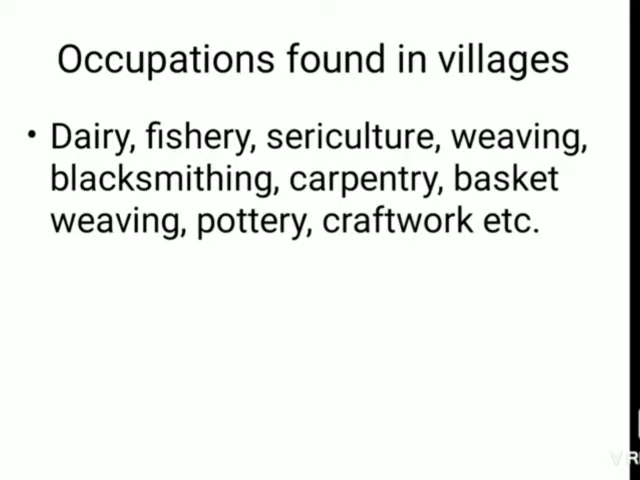 Occupations found in villages
• Dairy, fishery, sericulture, weaving,
blacksmithing, carpentry, basket
weaving, pottery, craftwork etc.